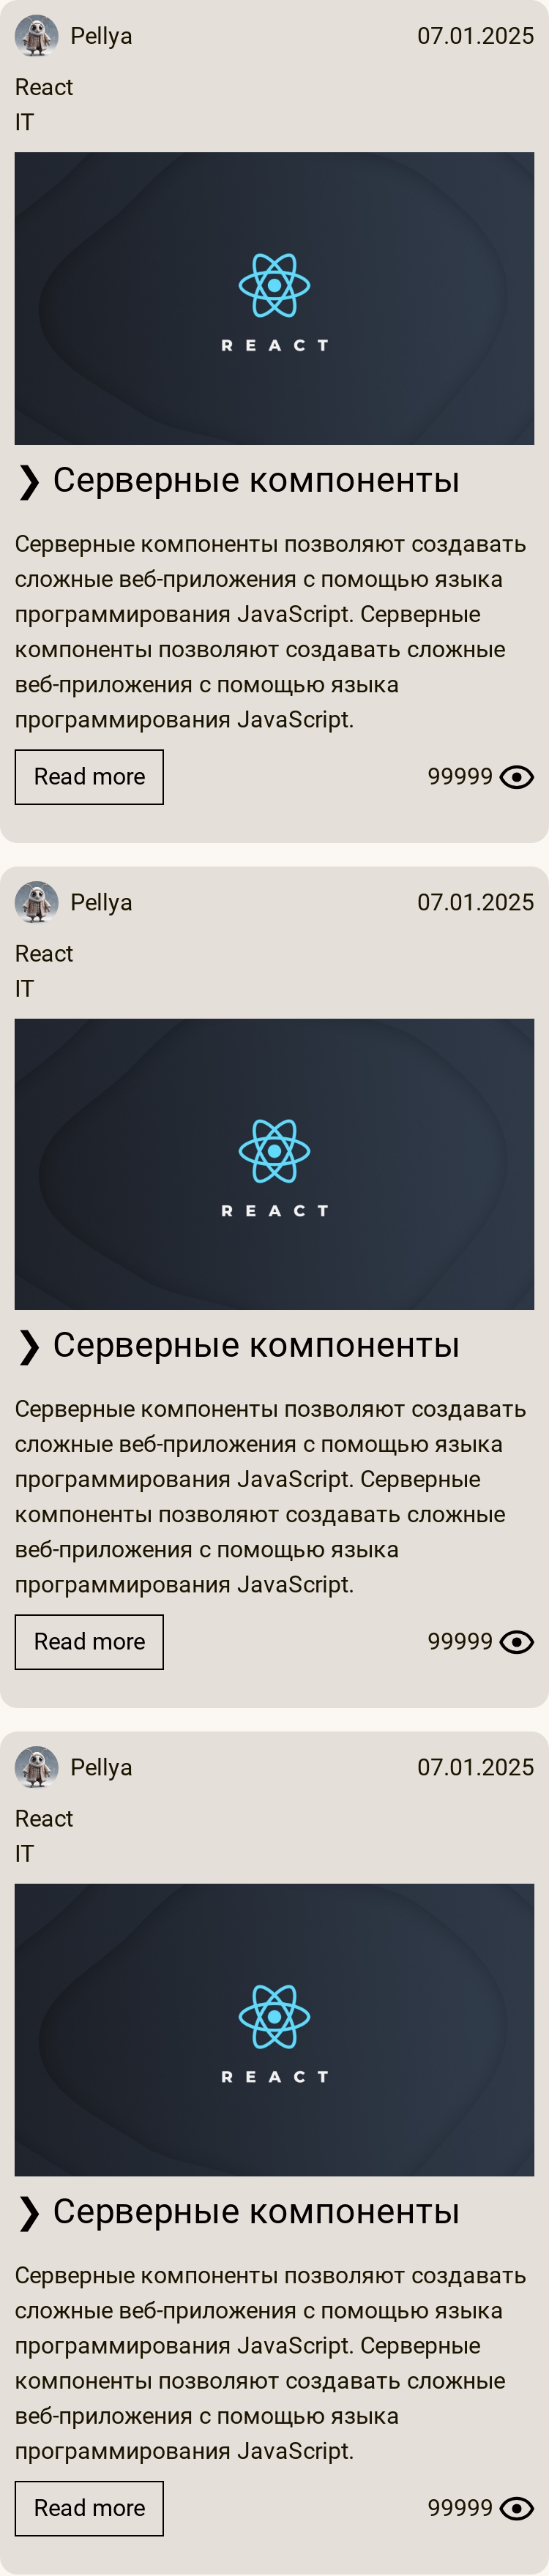 Pellya 07.01.2025
React
IT
REACT
❯ Серверные компоненты
Серверные компоненты позволяют создавать
сложные веб-приложения с помощью языка
программирования JavaScript. Серверные
компоненты позволяют создавать сложные
веб-приложения с помощью языка
программирования JavaScript.
Read more 99999
Pellya 07.01.2025
React
IT
REACT
❯ Серверные компоненты
Серверные компоненты позволяют создавать
сложные веб-приложения с помощью языка
программирования JavaScript. Серверные
компоненты позволяют создавать сложные
веб-приложения с помощью языка
программирования JavaScript.
Read more 99999
Pellya 07.01.2025
React
IT
REACT
❯ Серверные компоненты
Серверные компоненты позволяют создавать
сложные веб-приложения с помощью языка
программирования JavaScript. Серверные
компоненты позволяют создавать сложные
веб-приложения с помощью языка
программирования JavaScript.
Read more 99999